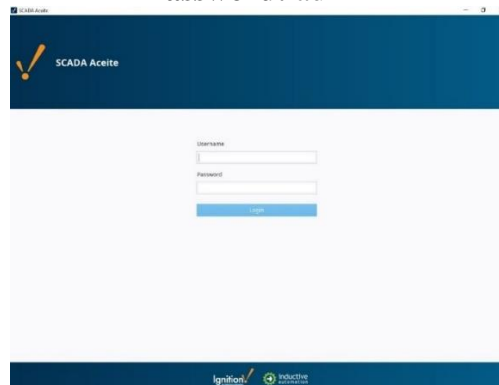 SCADA Aceite
SCADA Aceite
Username
Password
Login
Ignition!
inductive
automation